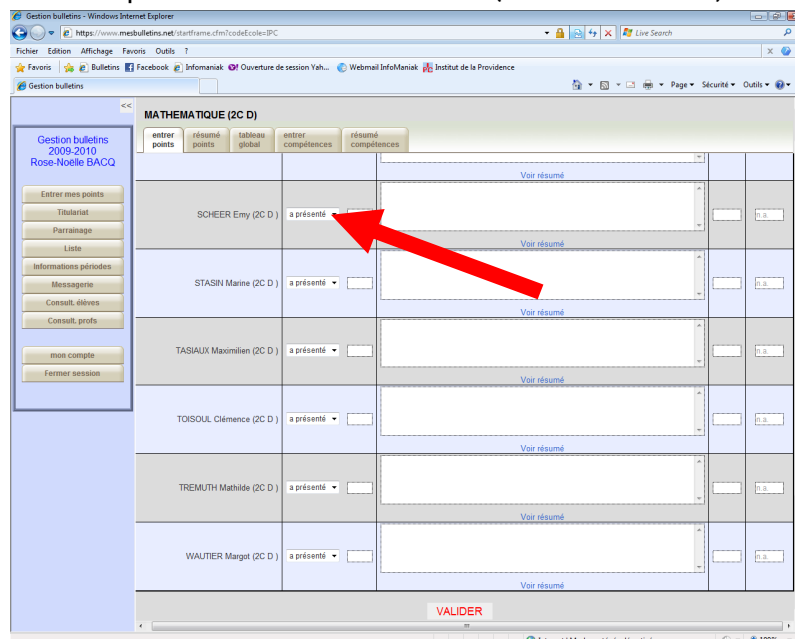 Gestion bulletins - Windows Internet Explorer
https://www.mesbulletins.net/startframe.cfm?codeEcole=IPC
Live Search
Fichier Edition Affichage Favoris Outils ?
Favoris Bulletins Facebook Infomaniak Ouverture de session Yah... Webmail InfoManiak Institut de la Providence
Gestion bulletins
Page Sécurité Outils
<<
MATHEMATIQUE (2C D)
entrer points
résumé points
tableau global
entrer compétences
résumé compétences
Gestion bulletins
2009-2010
Rose-Noëlle BACQ
Entrer mes points
Titulariat
Parrainage
Liste
Informations périodes
Messagerie
Consult. élèves
Consult. profs
mon compte
Fermer session
Voir résumé
SCHEER Emy (2C D ) a présenté n.a.
Voir résumé
STASIN Marine (2C D ) a présenté n.a.
Voir résumé
TASIAUX Maximilien (2C D ) a présenté n.a.
Voir résumé
TOISOUL Clémence (2C D ) a présenté n.a.
Voir résumé
TREMUTH Mathilde (2C D ) a présenté n.a.
Voir résumé
WAUTIER Margot (2C D ) a présenté n.a.
Voir résumé
VALIDER